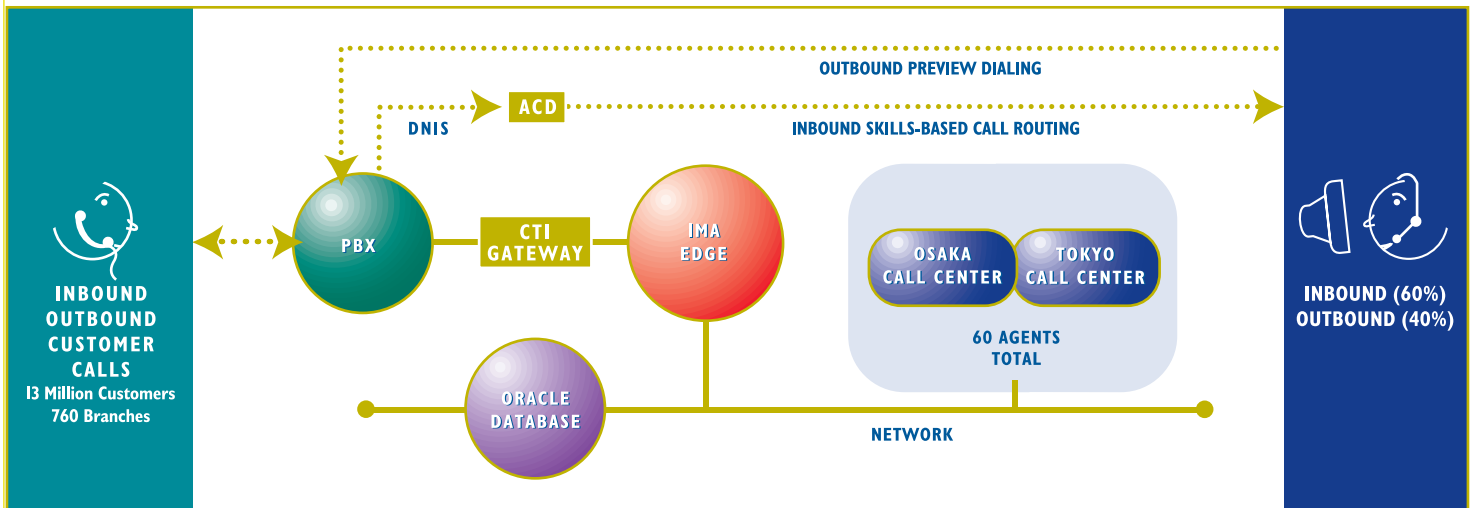 OUTBOUND PREVIEW DIALING
ACD
DNIS
INBOUND SKILLS-BASED CALL ROUTING
PBX
CTI
GATEWAY
IMA
EDGE
OSAKA
CALL CENTER
TOKYO
CALL CENTER
60 AGENTS
TOTAL
INBOUND
OUTBOUND
CUSTOMER
CALLS
13 Million Customers
760 Branches
INBOUND (60%)
OUTBOUND (40%)
ORACLE
DATABASE
NETWORK